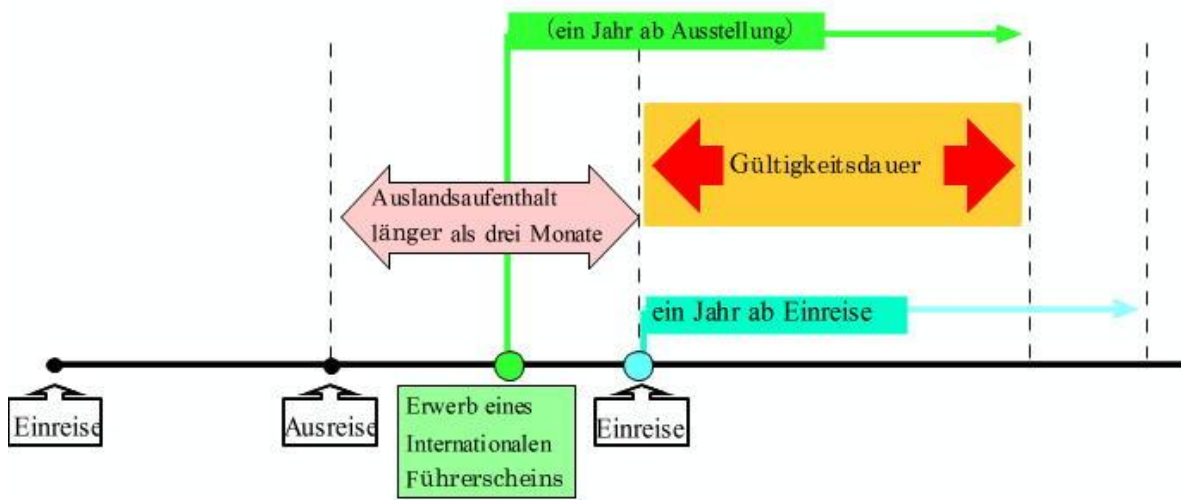 (ein Jahr ab Ausstellung)
Gültigkeitsdauer
Auslandsaufenthalt
länger als drei Monate
ein Jahr ab Einreise
Einreise
Ausreise
Erwerb eines
Internationalen
Führerscheins
Einreise